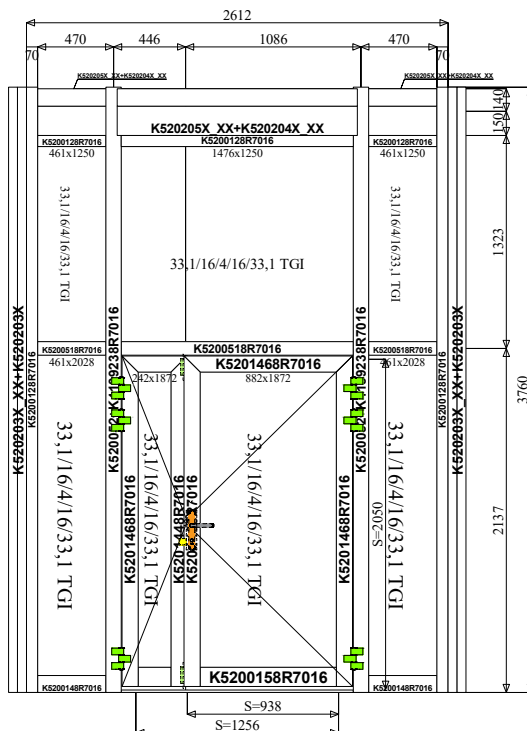 2612
470 446 1086 470
70 70
K520205X_XX+K520204X_XX K520205X_XX+K520204X_XX
140
150
K520205X_XX+K520204X_XX
K5200128R7016 K5200128R7016 K5200128R7016
461x1250 1476x1250 461x1250
33,1/16/4/16/33,1 TGI
33,1/16/4/16/33,1 TGI
33,1/16/4/16/33,1 TGI
1323
3760
K520203X_XX+K520203X
K5200128R7016
K5200128R7016
K520203X_XX+K520203X
K5200518R7016 K5200518R7016 K5200518R7016
461x2028 461x2028
K5201468R7016
242x1872 882x1872
33,1/16/4/16/33,1 TGI
K5201468R7016
33,1/16/4/16/33,1 TGI
K5201448R7016
33,1/16/4/16/33,1 TGI
K5201468R7016
S=2050
33,1/16/4/16/33,1 TGI
2137
K5200148R7016 K5200158R7016 K5200148R7016
S=938
S=1256